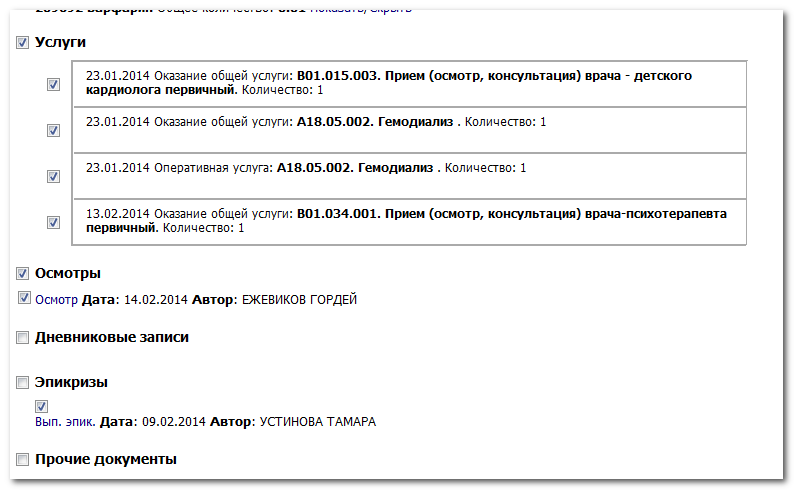 Услуги
23.01.2014 Оказание общей услуги: B01.015.003. Прием (осмотр, консультация) врача - детского
кардиолога первичный. Количество: 1
23.01.2014 Оказание общей услуги: A18.05.002. Гемодиализ . Количество: 1
23.01.2014 Оперативная услуга: A18.05.002. Гемодиализ . Количество: 1
13.02.2014 Оказание общей услуги: B01.034.001. Прием (осмотр, консультация) врача-психотерапевта
первичный. Количество: 1
Осмотры
Осмотр Дата: 14.02.2014 Автор: ЕЖЕВИКОВ ГОРДЕЙ
Дневниковые записи
Эпикризы
Вып. эпик. Дата: 09.02.2014 Автор: УСТИНОВА ТАМАРА
Прочие документы